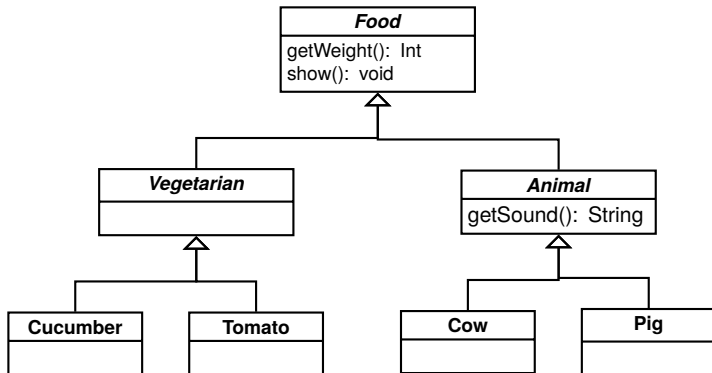 Food
getWeight(): Int
show(): void
Vegetarian
Animal
getSound(): String
Cucumber
Tomato
Cow
Pig